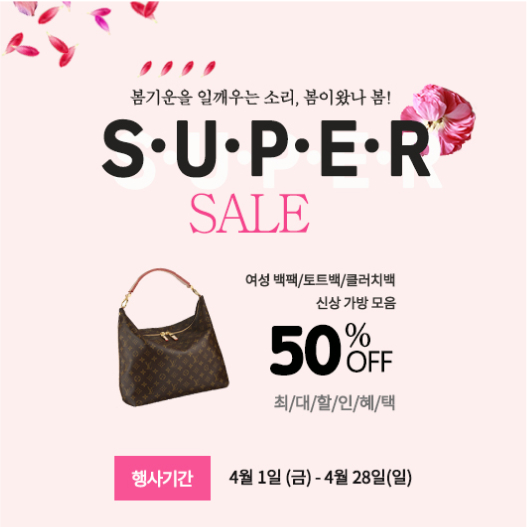 봄기운을 일깨우는 소리, 봄이왔나 봄!
S·U·P·E·R
SALE
여성 백팩/토트백/클러치백
신상 가방 모음
50% OFF
최/대/할/인/혜/택
행사기간 4월 1일 (금) - 4월 28일(일)